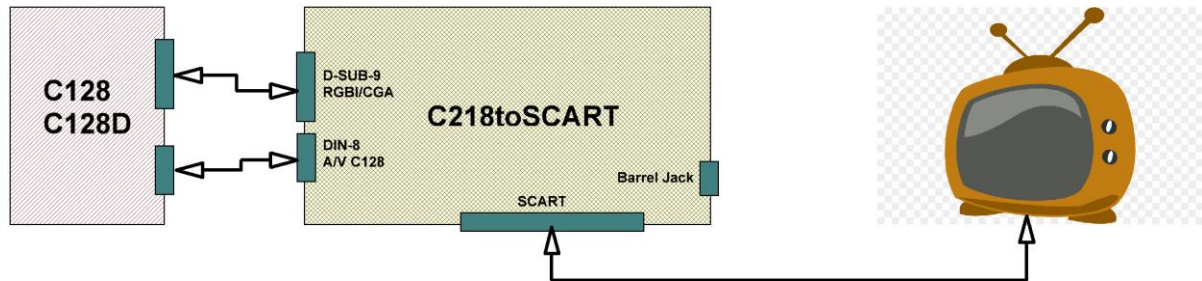 C128
C128D
D-SUB-9
RGBI/CGA
C218toSCART
DIN-8
A/V C128
Barrel Jack
SCART